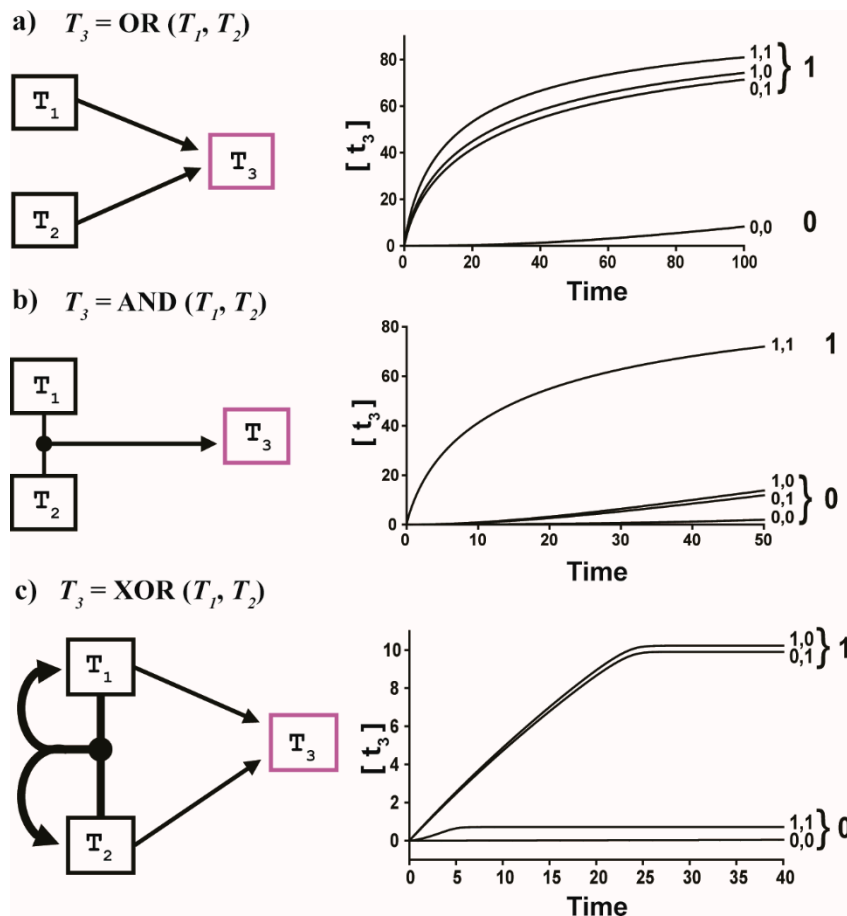 a) T₃ = OR (T₁, T₂)
T₁
T₂
T₃
[ t₃ ]
80
60
40
20
0
0 20 40 60 80 100
Time
1,1
1,0
0,1
} 1
0,0 0
b) T₃ = AND (T₁, T₂)
T₁
T₂
T₃
[ t₃ ]
80
60
40
20
0
0 10 20 30 40 50
Time
1,1 1
1,0
0,1
0,0
} 0
c) T₃ = XOR (T₁, T₂)
T₁
T₂
T₃
[ t₃ ]
10
8
6
4
2
0
0 5 10 15 20 25 30 35 40
Time
1,0
0,1
} 1
1,1
0,0
} 0